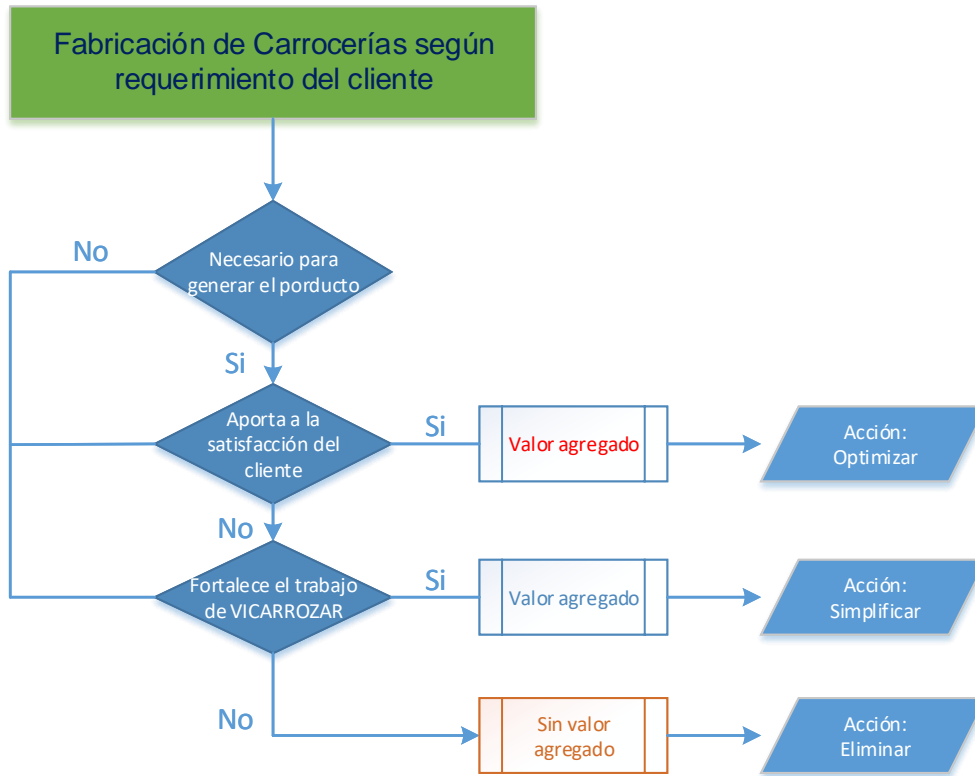 Fabricación de Carrocerías según
requerimiento del cliente
No
Necesario para
generar el porducto
Si
Aporta a la
satisfacción del
cliente
Si
Valor agregado
Acción:
Optimizar
No
Fortalece el trabajo
de VICARROZAR
Si
Valor agregado
Acción:
Simplificar
No
Sin valor
agregado
Acción:
Eliminar